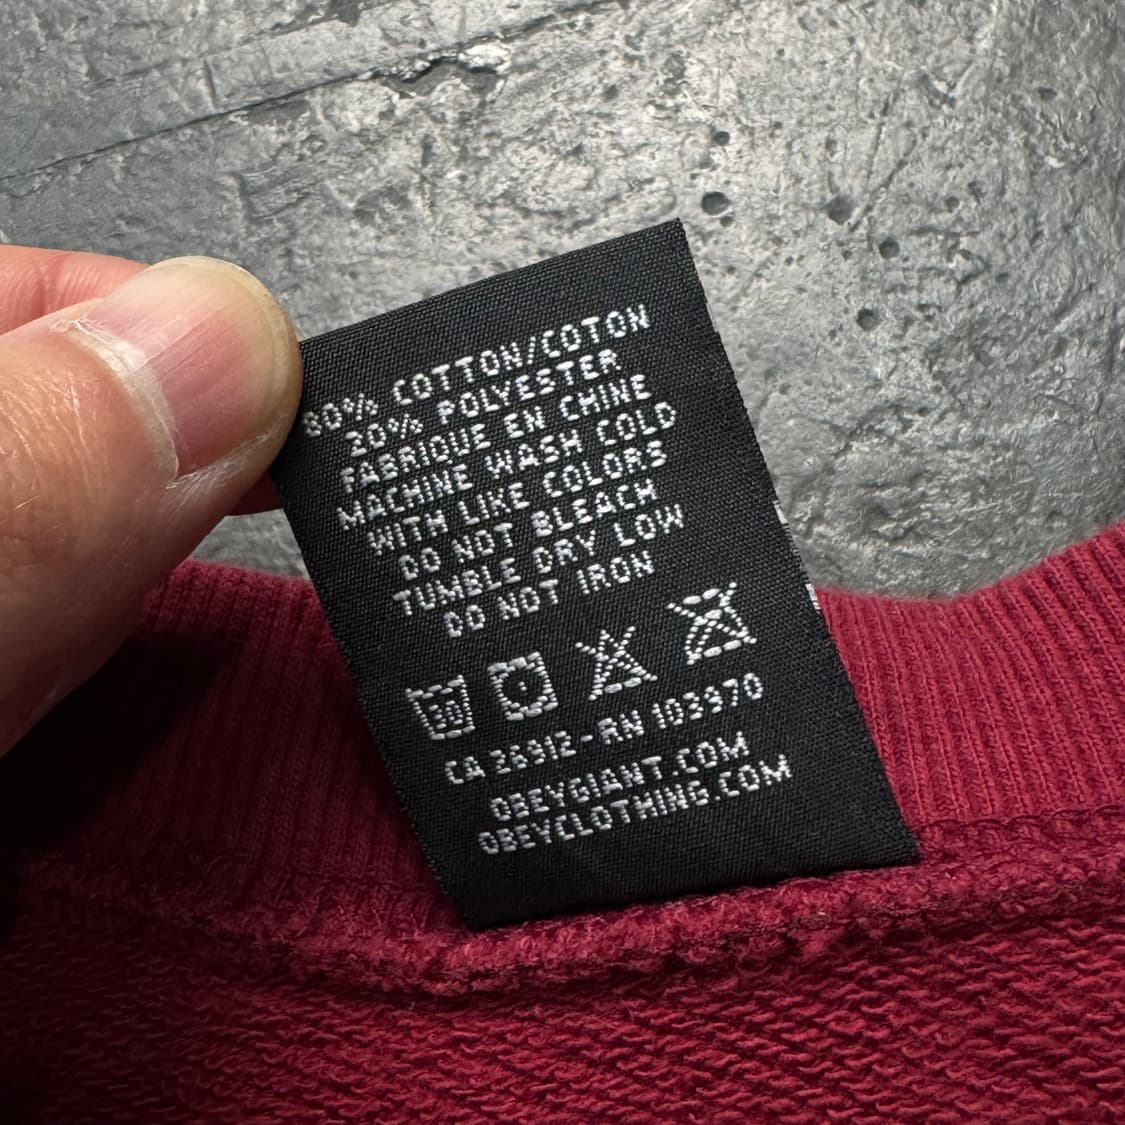 80% COTTON/COTON
20% POLYESTER
FABRIQUE EN CHINE
MACHINE WASH COLD
WITH LIKE COLORS
DO NOT BLEACH
TUMBLE DRY LOW
DO NOT IRON
30
CA 26912-RN 103970
OBEYGIANT.COM
OBEYCLOTHING.COM